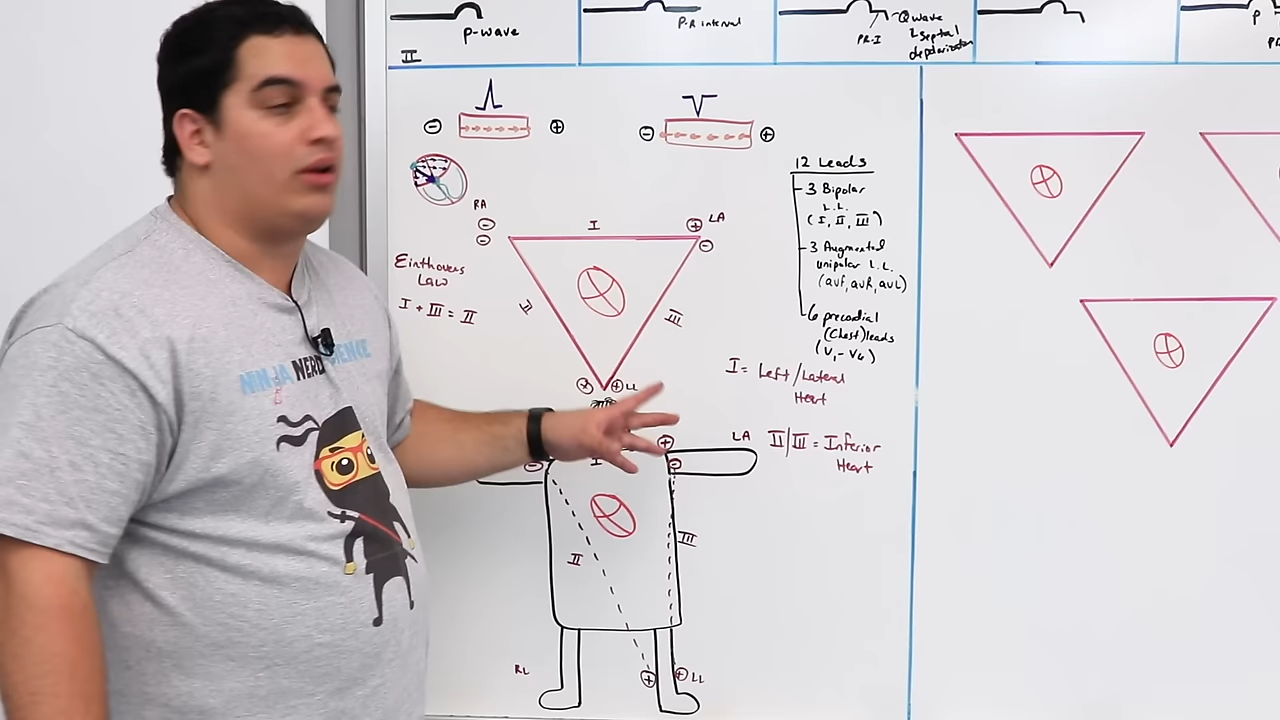 P-wave
II
P-R interval
PR-I
Qwave
septal
depolarization
P
PR
⊖ ⊕
⊖ ⊕
RA
⊖
⊖
I
⊕ LA
⊖
Einthovens
Law
I + III = II
II
III
⊕ ⊕ LL
12 Leads
3 Bipolar
L.L.
(I, II, III)
3 Augmented
unipolar L.L.
(avF, avR, avL)
6 precordial
(Chest) leads
(V1 - V6)
I = Left/Lateral
Heart
II/III = Inferior
Heart
⊕ LA
⊖ I ⊖
II
III
RL
⊕ ⊕ LL
NINJA NERD SCIENCE